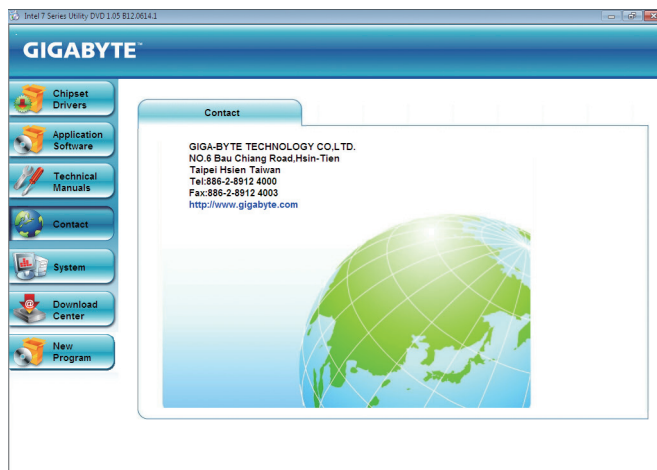 Intel 7 Series Utility DVD 1.05 B12.0614.1
GIGABYTE™
Chipset
Drivers
Application
Software
Technical
Manuals
Contact
System
Download
Center
New
Program
Contact
GIGA-BYTE TECHNOLOGY CO,LTD.
NO.6 Bau Chiang Road,Hsin-Tien
Taipei Hsien Taiwan
Tel:886-2-8912 4000
Fax:886-2-8912 4003
http://www.gigabyte.com